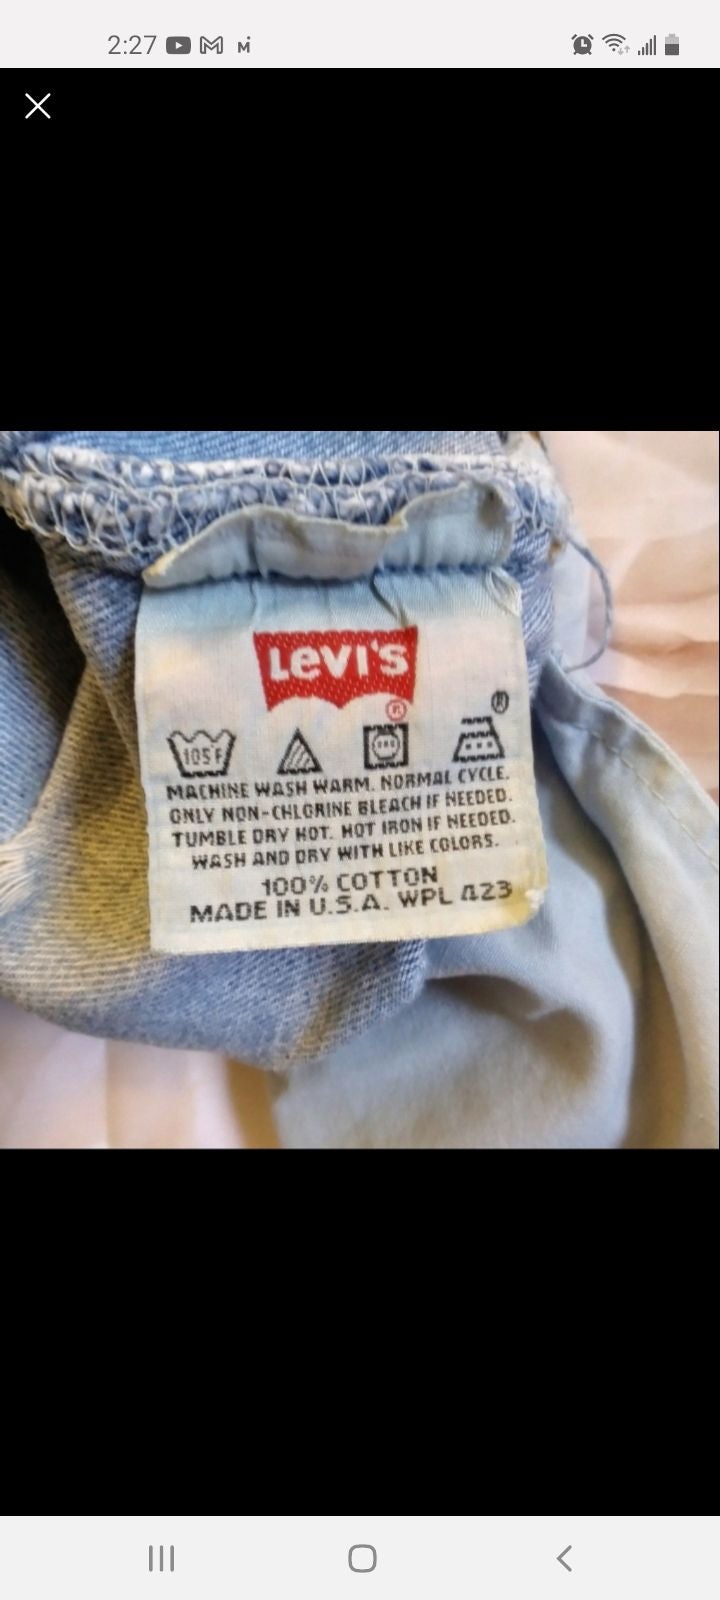 2:27
LEVI'S
®
®
105°F
MACHINE WASH WARM. NORMAL CYCLE.
ONLY NON-CHLORINE BLEACH IF NEEDED.
TUMBLE DRY HOT. HOT IRON IF NEEDED.
WASH AND DRY WITH LIKE COLORS.
100% COTTON
MADE IN U.S.A. WPL 423